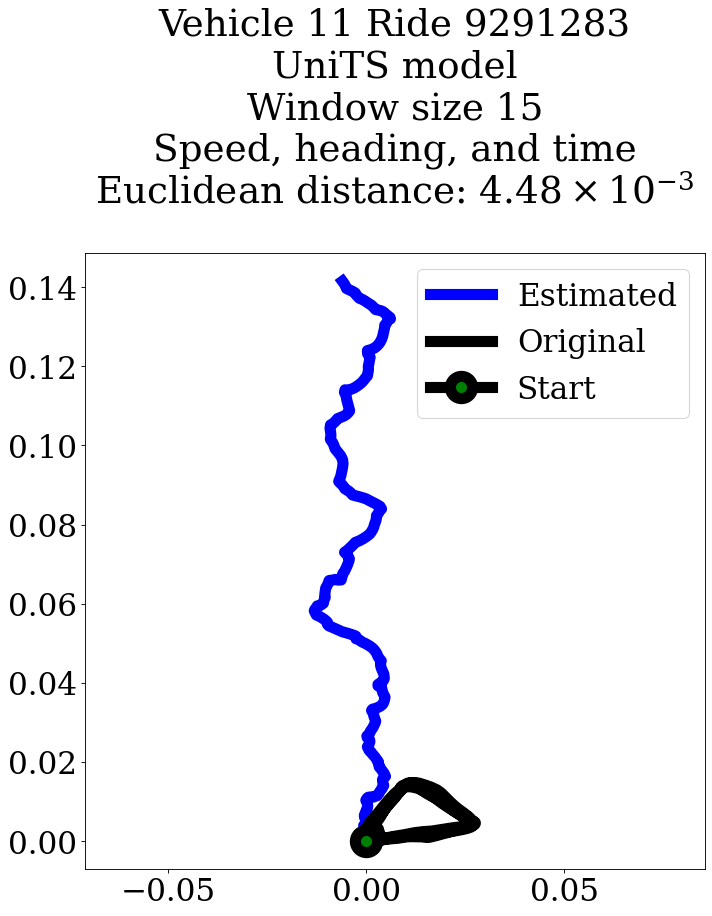 Vehicle 11 Ride 9291283
UniTS model
Window size 15
Speed, heading, and time
Euclidean distance: 4.48 × 10⁻³
Estimated
Original
Start
0.14
0.12
0.10
0.08
0.06
0.04
0.02
0.00
−0.05
0.00
0.05